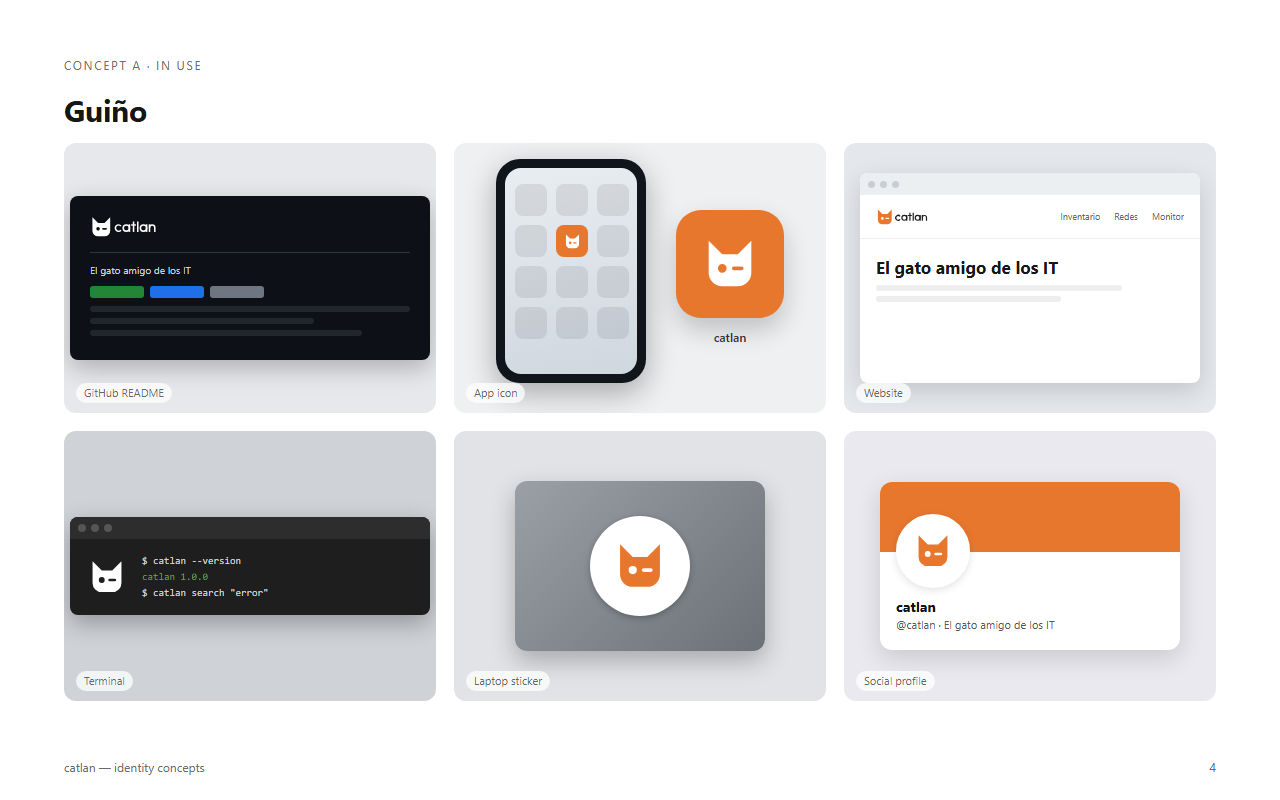 CONCEPT A · IN USE
Guiño
catlan
El gato amigo de los IT
GitHub README
catlan
App icon
catlan
Inventario Redes Monitor
El gato amigo de los IT
Website
$ catlan --version
catlan 1.0.0
$ catlan search "error"
Terminal
Laptop sticker
catlan
@catlan · El gato amigo de los IT
Social profile
catlan — identity concepts
4